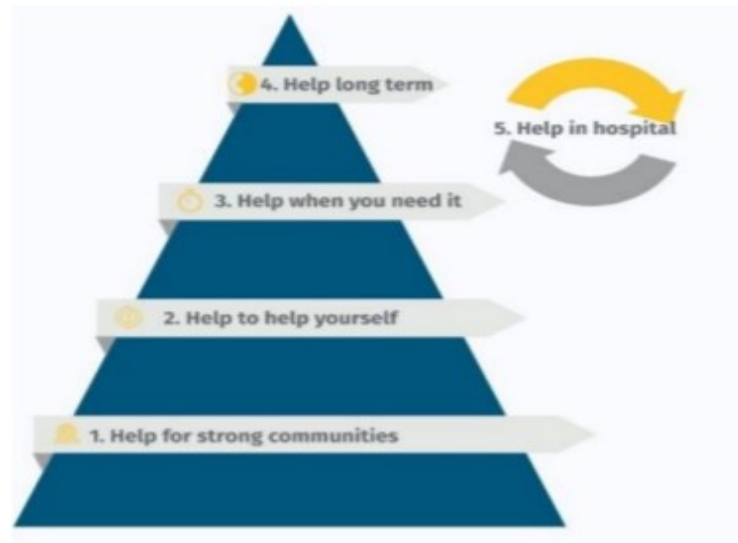 4. Help long term
5. Help in hospital
3. Help when you need it
2. Help to help yourself
1. Help for strong communities